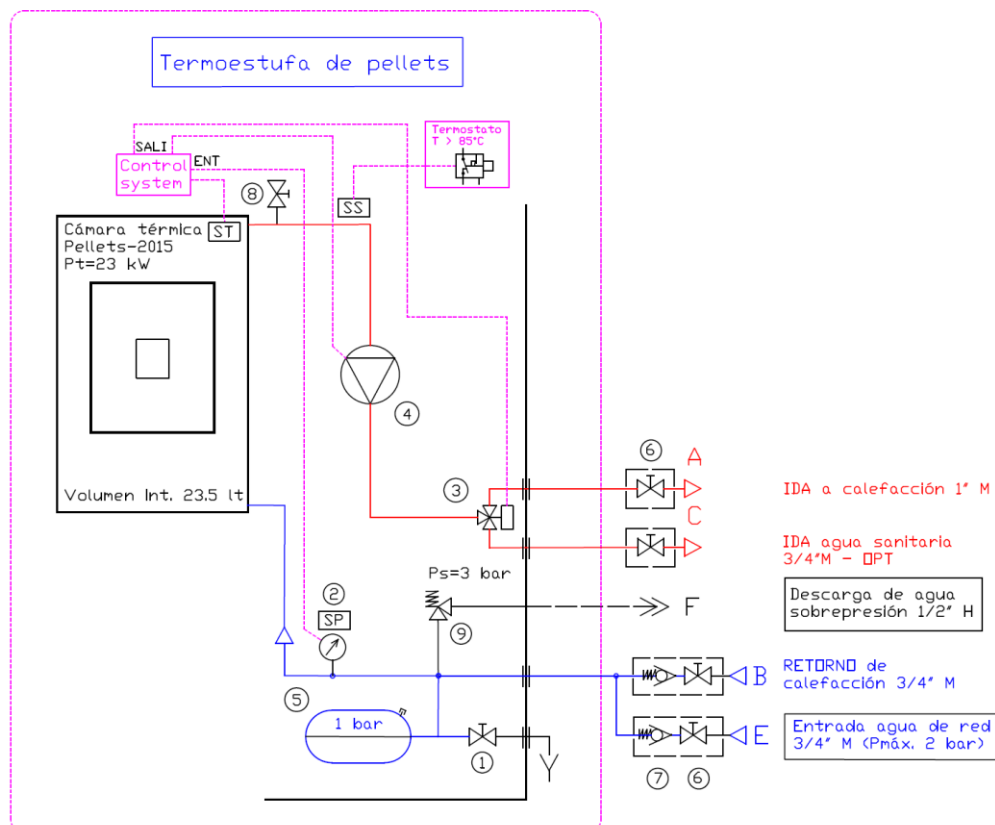 Termoestufa de pellets
SALI
ENT
Control
system
Termostato
T > 85°C
8
SS
Cámara térmica
Pellets-2015
Pt=23 kW
ST
4
Volumen Int. 23.5 lt
3
6
A
IDA a calefacción 1" M
C
IDA agua sanitaria
3/4"M - OPT
Ps=3 bar
2
SP
9
F
Descarga de agua
sobrepresión 1/2" H
5
B
RETORNO de
calefacción 3/4" M
1 bar
1
E
Entrada agua de red
3/4" M (Pmáx. 2 bar)
7
6